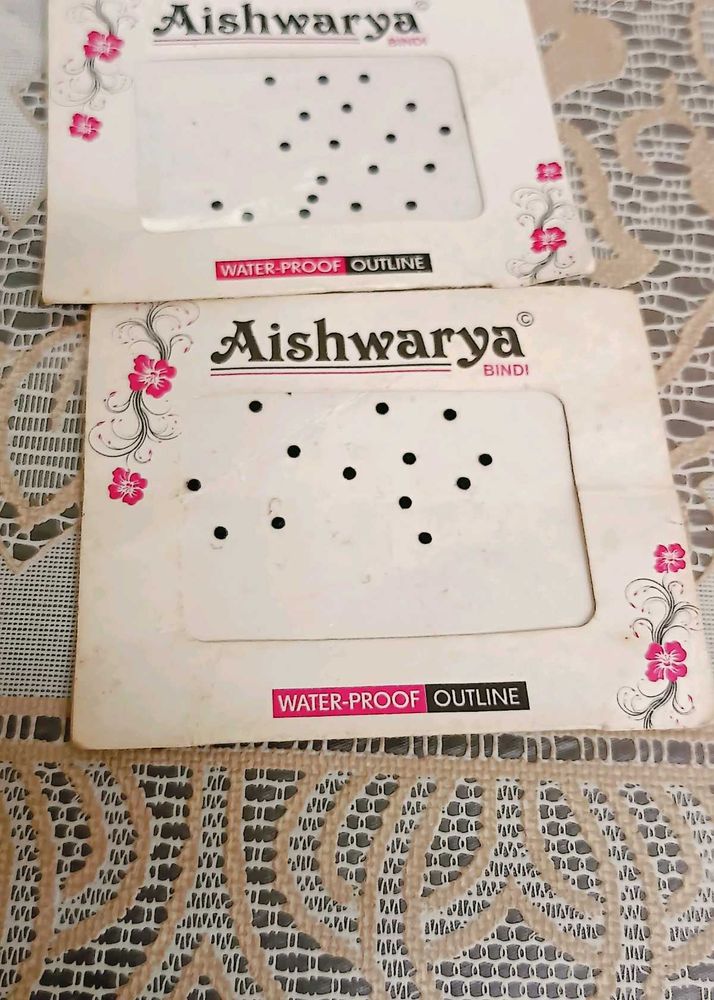 Aishwarya©
BINDI
WATER-PROOF OUTLINE
Aishwarya©
BINDI
WATER-PROOF OUTLINE